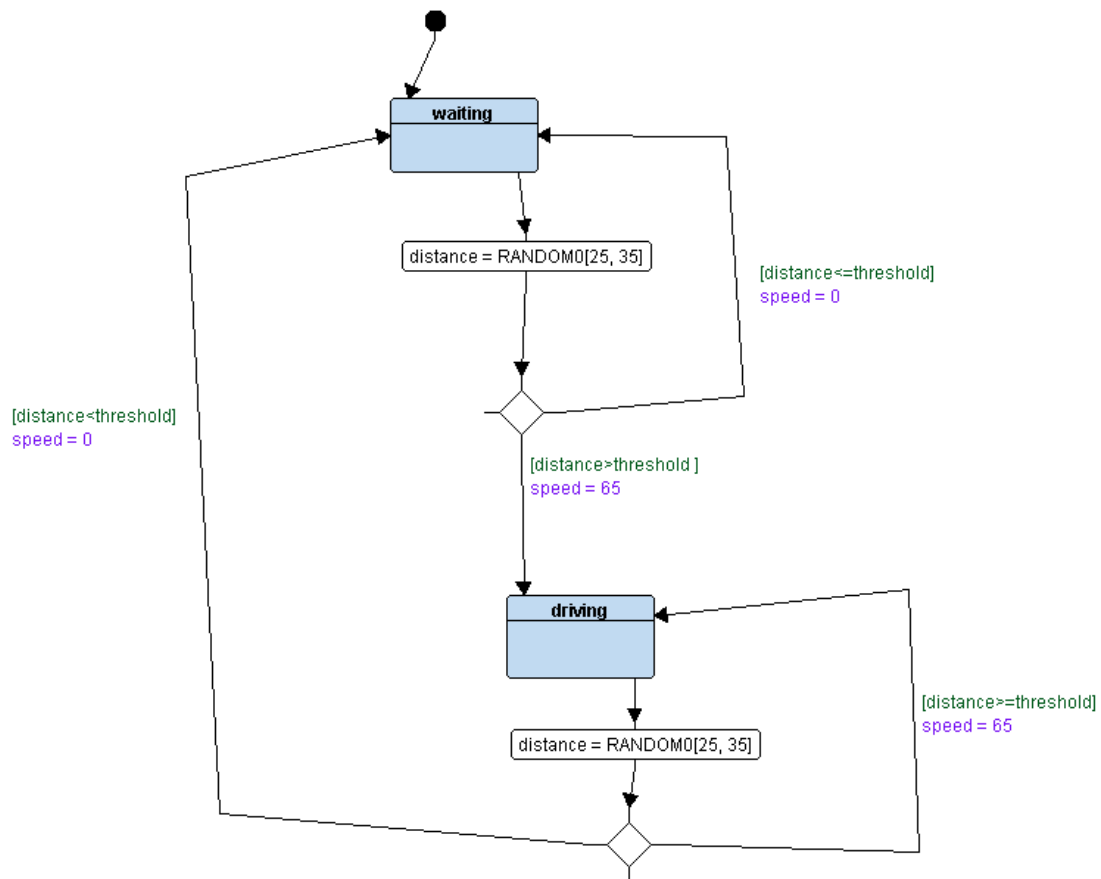 waiting
distance = RANDOM0[25, 35]
[distance<=threshold]
speed = 0
[distance<threshold]
speed = 0
[distance>threshold ]
speed = 65
driving
[distance>=threshold]
speed = 65
distance = RANDOM0[25, 35]